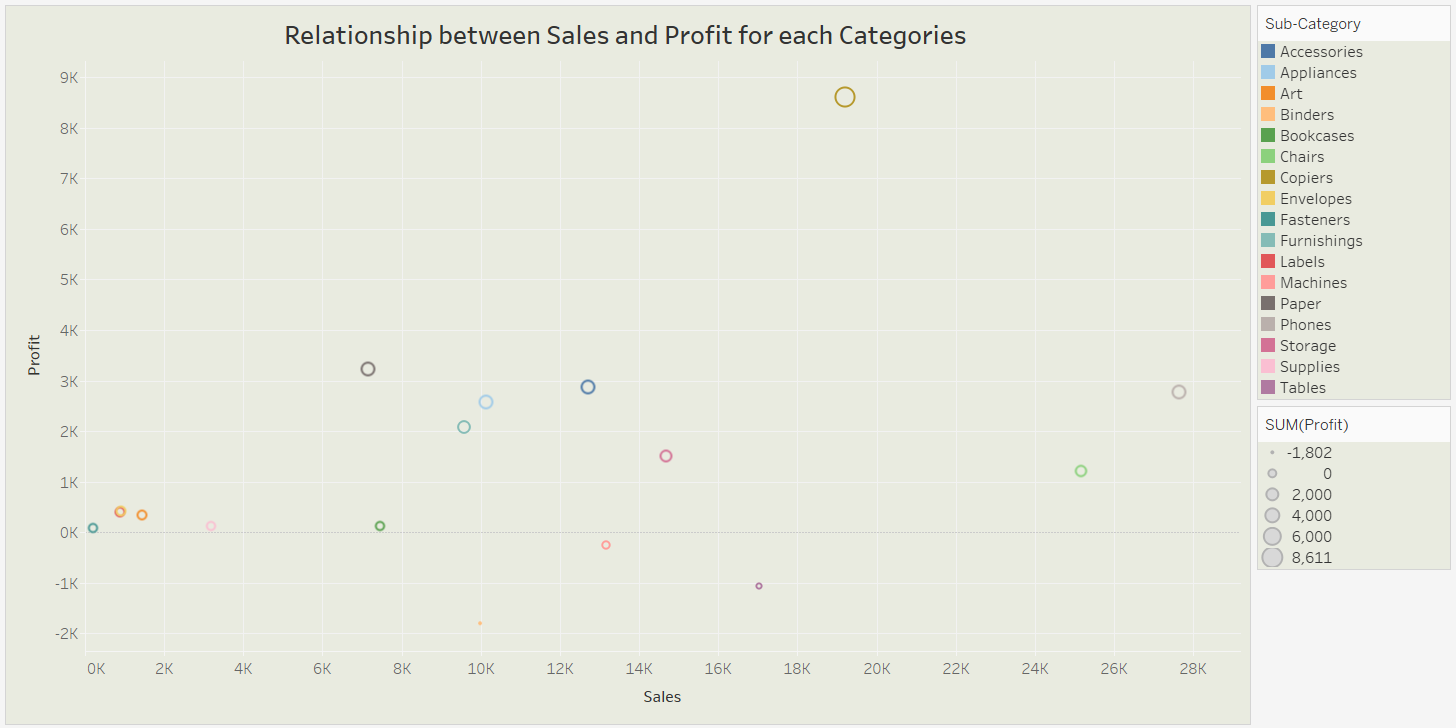 Relationship between Sales and Profit for each Categories
9K
8K
7K
6K
5K
4K
3K
2K
1K
0K
-1K
-2K
Profit
0K 2K 4K 6K 8K 10K 12K 14K 16K 18K 20K 22K 24K 26K 28K
Sales
Sub-Category
Accessories
Appliances
Art
Binders
Bookcases
Chairs
Copiers
Envelopes
Fasteners
Furnishings
Labels
Machines
Paper
Phones
Storage
Supplies
Tables
SUM(Profit)
-1,802
0
2,000
4,000
6,000
8,611